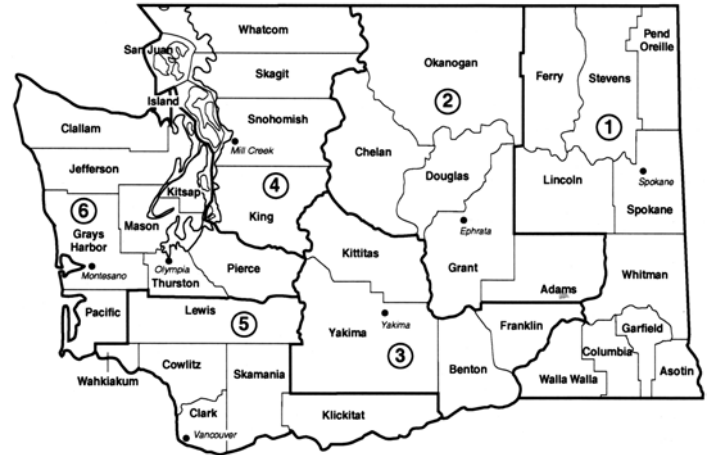 Whatcom
San Juan
Skagit
Island
Snohomish
Mill Creek
Clallam
Jefferson
Kitsap
4
King
6
Grays
Harbor
Mason
Montesano
Olympia
Thurston
Pierce
Okanogan
2
Ferry
Stevens
Pend
Oreille
1
Chelan
Douglas
Lincoln
Spokane
Spokane
Ephrata
Kittitas
Grant
Adams
Whitman
Pacific
Lewis
5
Yakima
Yakima
3
Franklin
Garfield
Columbia
Benton
Walla Walla
Asotin
Wahkiakum
Cowlitz
Skamania
Clark
Vancouver
Klickitat